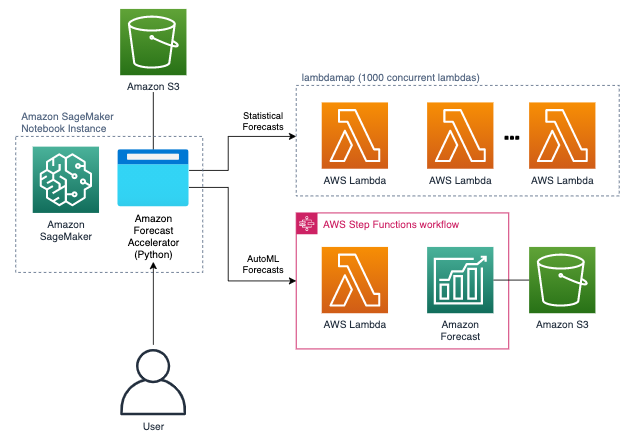 Amazon S3
lambdamap (1000 concurrent lambdas)
Amazon SageMaker
Notebook Instance
Statistical
Forecasts
AWS Lambda
AWS Lambda
AWS Lambda
Amazon
SageMaker
Amazon
Forecast
Accelerator
(Python)
AWS Step Functions workflow
AutoML
Forecasts
AWS Lambda
Amazon
Forecast
Amazon S3
User